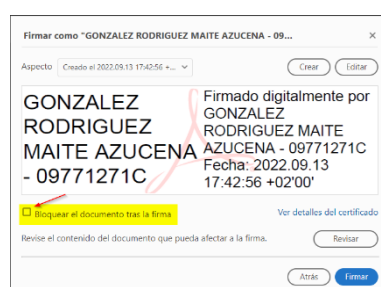 Firmar como "GONZALEZ RODRIGUEZ MAITE AZUCENA - 09... ×
Aspecto Creado el 2022.09.13 17:42:56 +... Crear Editar
GONZALEZ
RODRIGUEZ
MAITE AZUCENA
- 09771271C
Firmado digitalmente por
GONZALEZ
RODRIGUEZ MAITE
AZUCENA - 09771271C
Fecha: 2022.09.13
17:42:56 +02'00'
Bloquear el documento tras la firma
Ver detalles del certificado
Revise el contenido del documento que pueda afectar a la firma. Revisar
Atrás Firmar